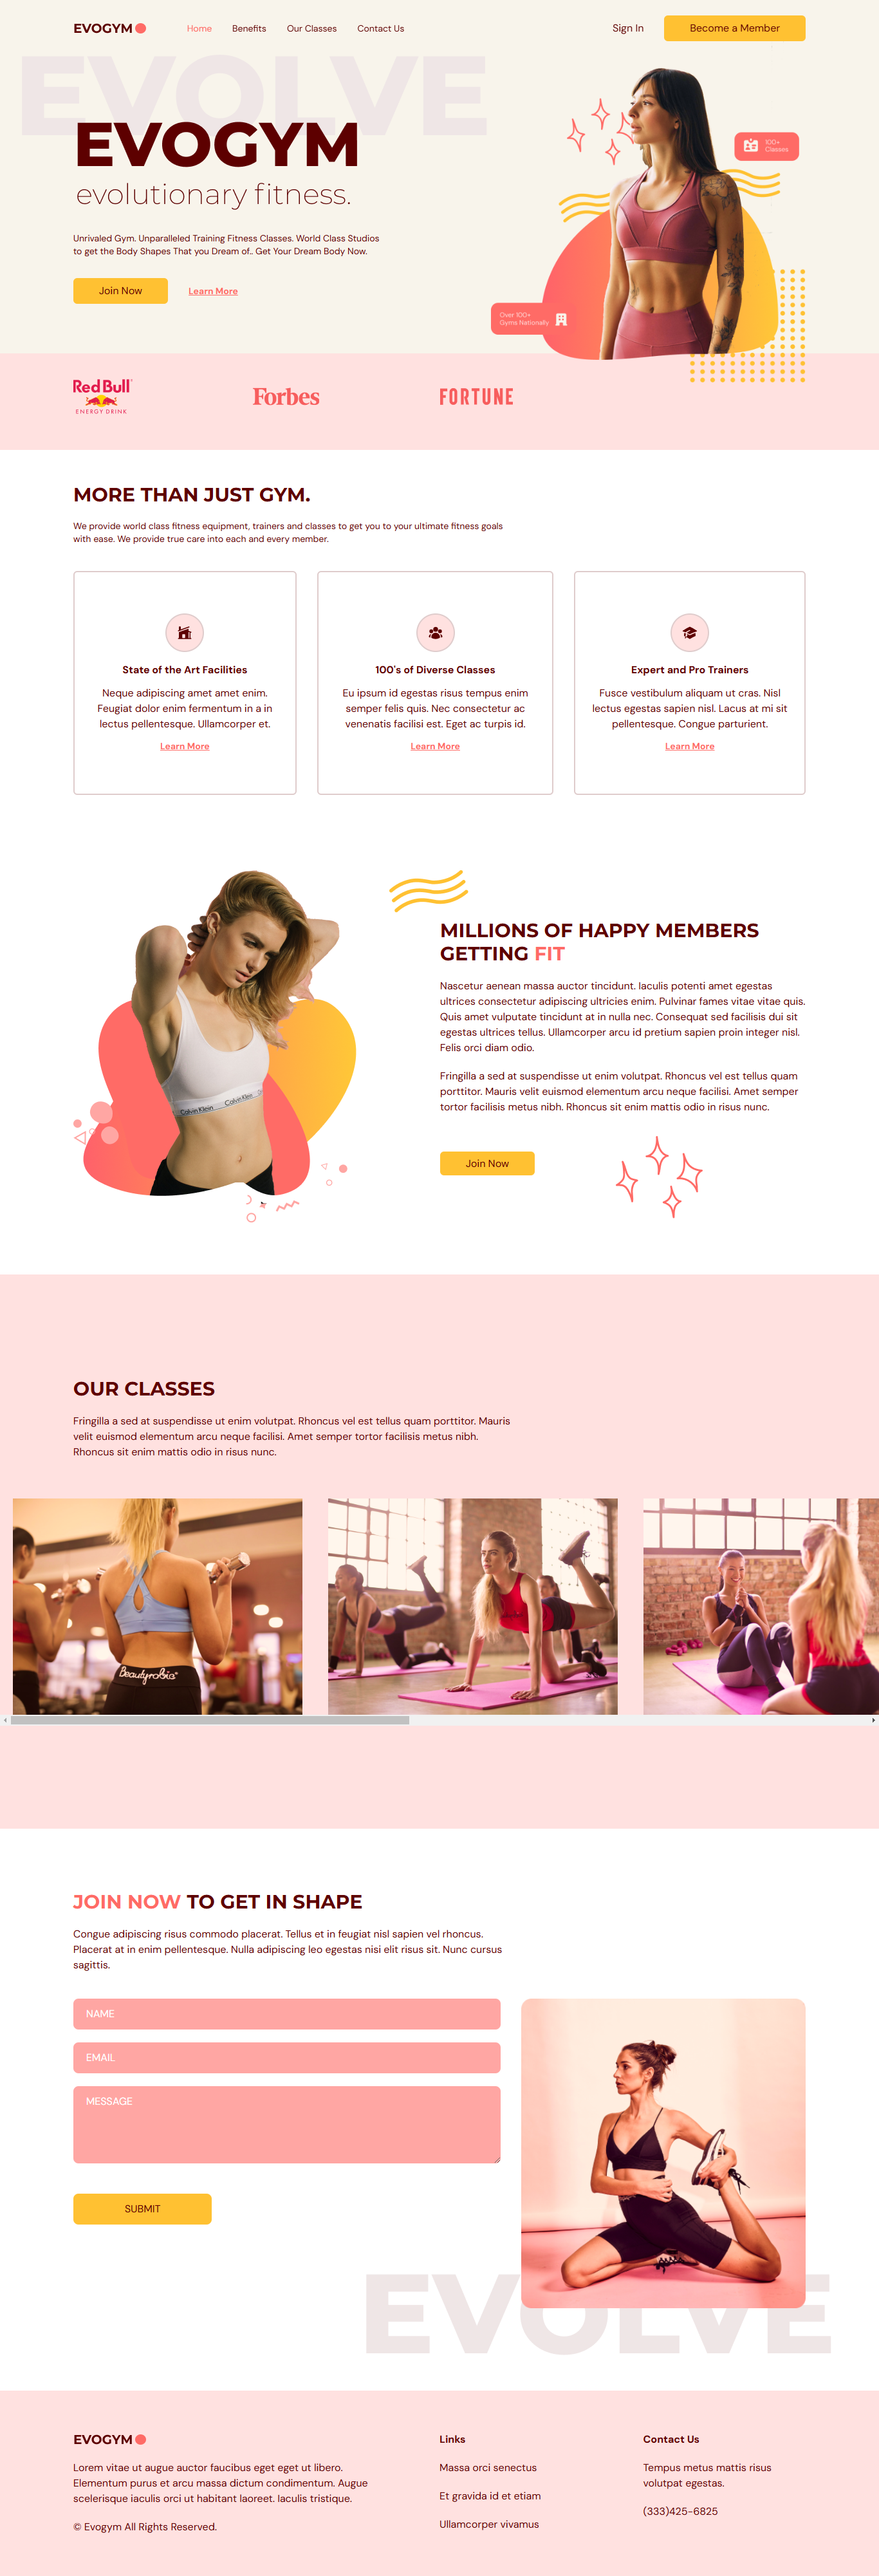 EVOGYM
Home
Benefits
Our Classes
Contact Us
Sign In
Become a Member
EVOLVE
EVOGYM
evolutionary fitness.
100+
Classes
Unrivaled Gym. Unparalleled Training Fitness Classes. World Class Studios
to get the Body Shapes That you Dream of.. Get Your Dream Body Now.
Join Now
Learn More
Over 100+
Gyms Nationally
Red Bull
ENERGY DRINK
Forbes
FORTUNE
MORE THAN JUST GYM.
We provide world class fitness equipment, trainers and classes to get you to your ultimate fitness goals
with ease. We provide true care into each and every member.
State of the Art Facilities
Neque adipiscing amet amet enim.
Feugiat dolor enim fermentum in a in
lectus pellentesque. Ullamcorper et.
Learn More
100's of Diverse Classes
Eu ipsum id egestas risus tempus enim
semper felis quis. Nec consectetur ac
venenatis facilisi est. Eget ac turpis id.
Learn More
Expert and Pro Trainers
Fusce vestibulum aliquam ut cras. Nisl
lectus egestas sapien nisl. Lacus at mi sit
pellentesque. Congue parturient.
Learn More
MILLIONS OF HAPPY MEMBERS
GETTING FIT
Nascetur aenean massa auctor tincidunt. Iaculis potenti amet egestas
ultrices consectetur adipiscing ultricies enim. Pulvinar fames vitae vitae quis.
Quis amet vulputate tincidunt at in nulla nec. Consequat sed facilisis dui sit
egestas ultrices tellus. Ullamcorper arcu id pretium sapien proin integer nisl.
Felis orci diam odio.
Calvin Klein
Calvin Klein
Fringilla a sed at suspendisse ut enim volutpat. Rhoncus vel est tellus quam
porttitor. Mauris velit euismod elementum arcu neque facilisi. Amet semper
tortor facilisis metus nibh. Rhoncus sit enim mattis odio in risus nunc.
Join Now
OUR CLASSES
Fringilla a sed at suspendisse ut enim volutpat. Rhoncus vel est tellus quam porttitor. Mauris
velit euismod elementum arcu neque facilisi. Amet semper tortor facilisis metus nibh.
Rhoncus sit enim mattis odio in risus nunc.
JOIN NOW TO GET IN SHAPE
Congue adipiscing risus commodo placerat. Tellus et in feugiat nisl sapien vel rhoncus.
Placerat at in enim pellentesque. Nulla adipiscing leo egestas nisi elit risus sit. Nunc cursus
sagittis.
NAME
EMAIL
MESSAGE
SUBMIT
EVOLVE
EVOGYM
Lorem vitae ut augue auctor faucibus eget eget ut libero.
Elementum purus et arcu massa dictum condimentum. Augue
scelerisque iaculis orci ut habitant laoreet. Iaculis tristique.
© Evogym All Rights Reserved.
Links
Massa orci senectus
Et gravida id et etiam
Ullamcorper vivamus
Contact Us
Tempus metus mattis risus
volutpat egestas.
(333)425-6825